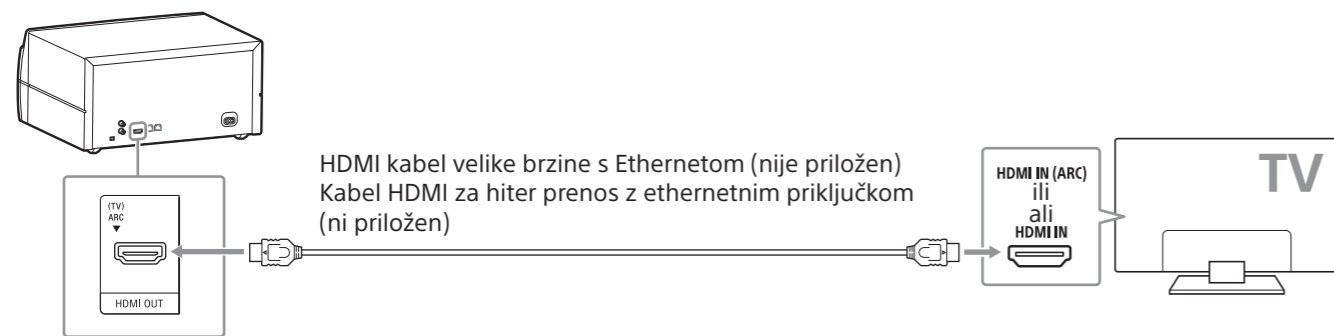 HDMI kabel velike brzine s Ethernetom (nije priložen)
Kabel HDMI za hiter prenos z ethernetnim priključkom
(ni priložen)
(TV)
ARC
HDMI OUT
HDMI IN (ARC)
ili
ali
HDMI IN
TV